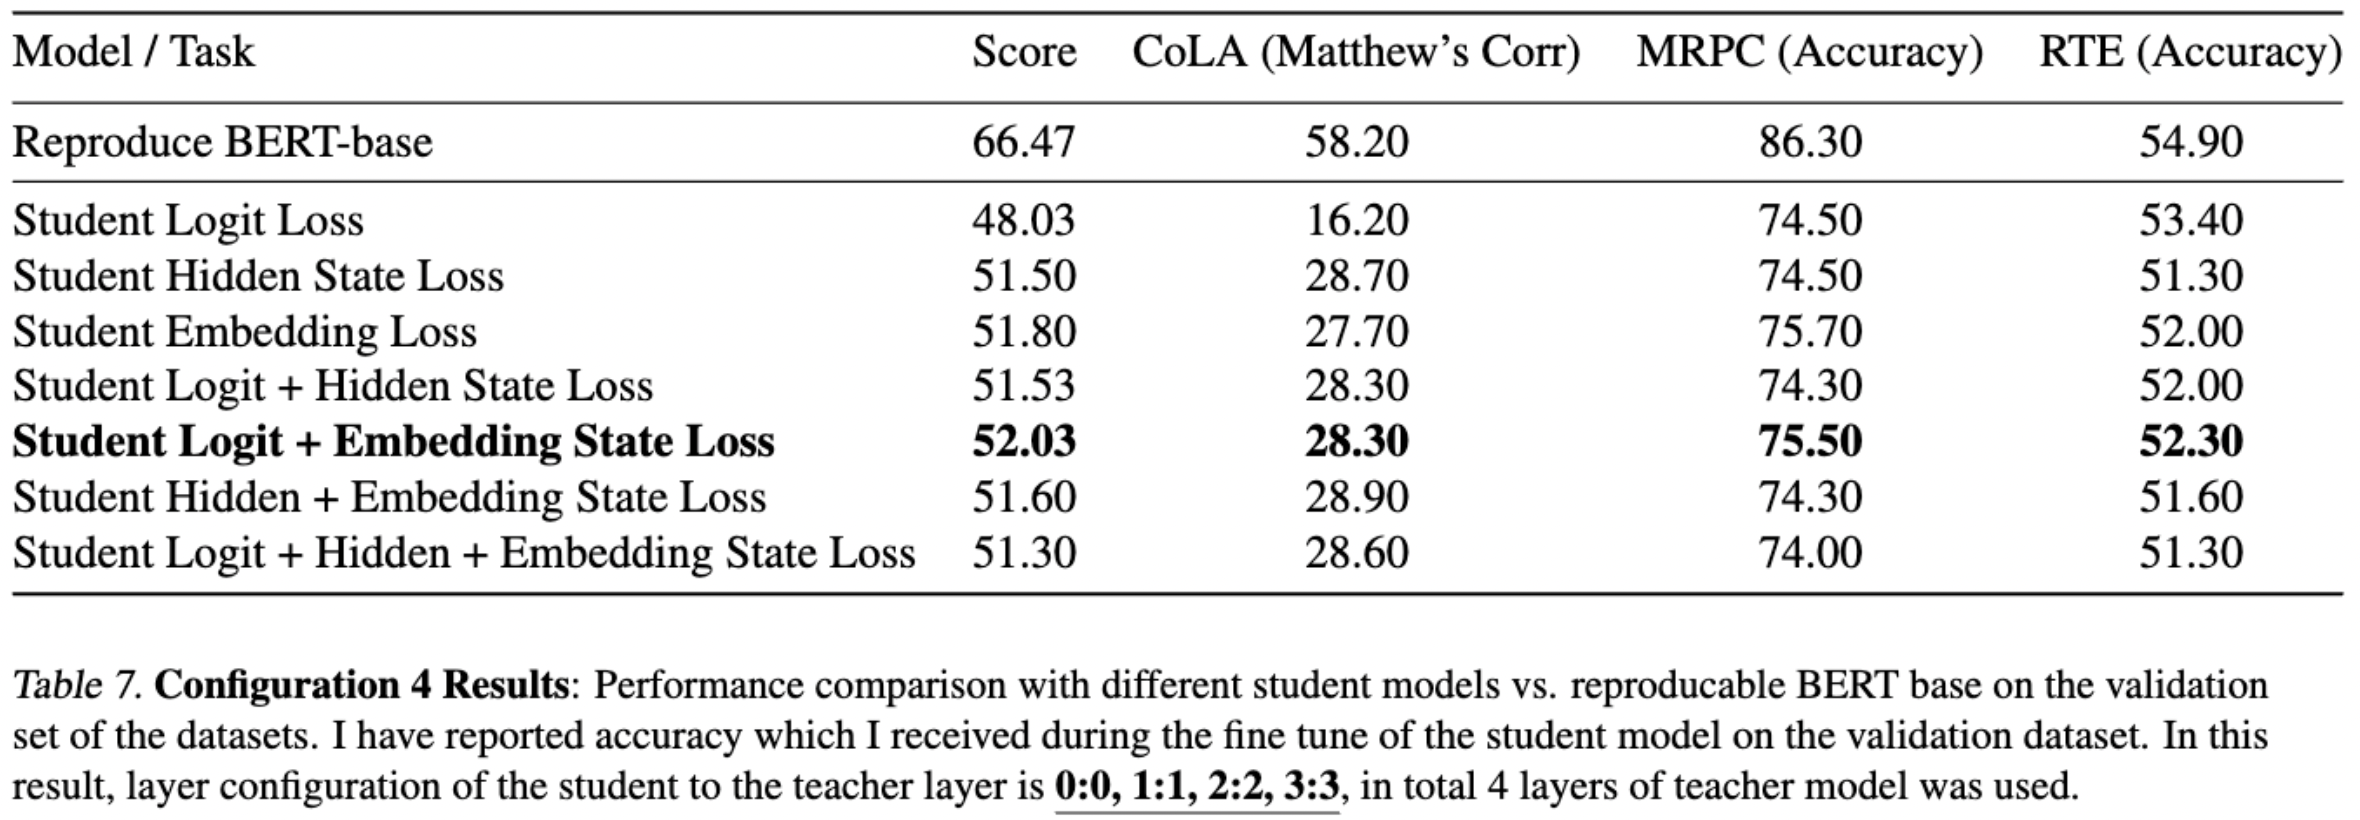 Model / Task Score CoLA (Matthew's Corr) MRPC (Accuracy) RTE (Accuracy)
Reproduce BERT-base 66.47 58.20 86.30 54.90
Student Logit Loss 48.03 16.20 74.50 53.40
Student Hidden State Loss 51.50 28.70 74.50 51.30
Student Embedding Loss 51.80 27.70 75.70 52.00
Student Logit + Hidden State Loss 51.53 28.30 74.30 52.00
Student Logit + Embedding State Loss 52.03 28.30 75.50 52.30
Student Hidden + Embedding State Loss 51.60 28.90 74.30 51.60
Student Logit + Hidden + Embedding State Loss 51.30 28.60 74.00 51.30
Table 7. Configuration 4 Results: Performance comparison with different student models vs. reproducable BERT base on the validation
set of the datasets. I have reported accuracy which I received during the fine tune of the student model on the validation dataset. In this
result, layer configuration of the student to the teacher layer is 0:0, 1:1, 2:2, 3:3, in total 4 layers of teacher model was used.